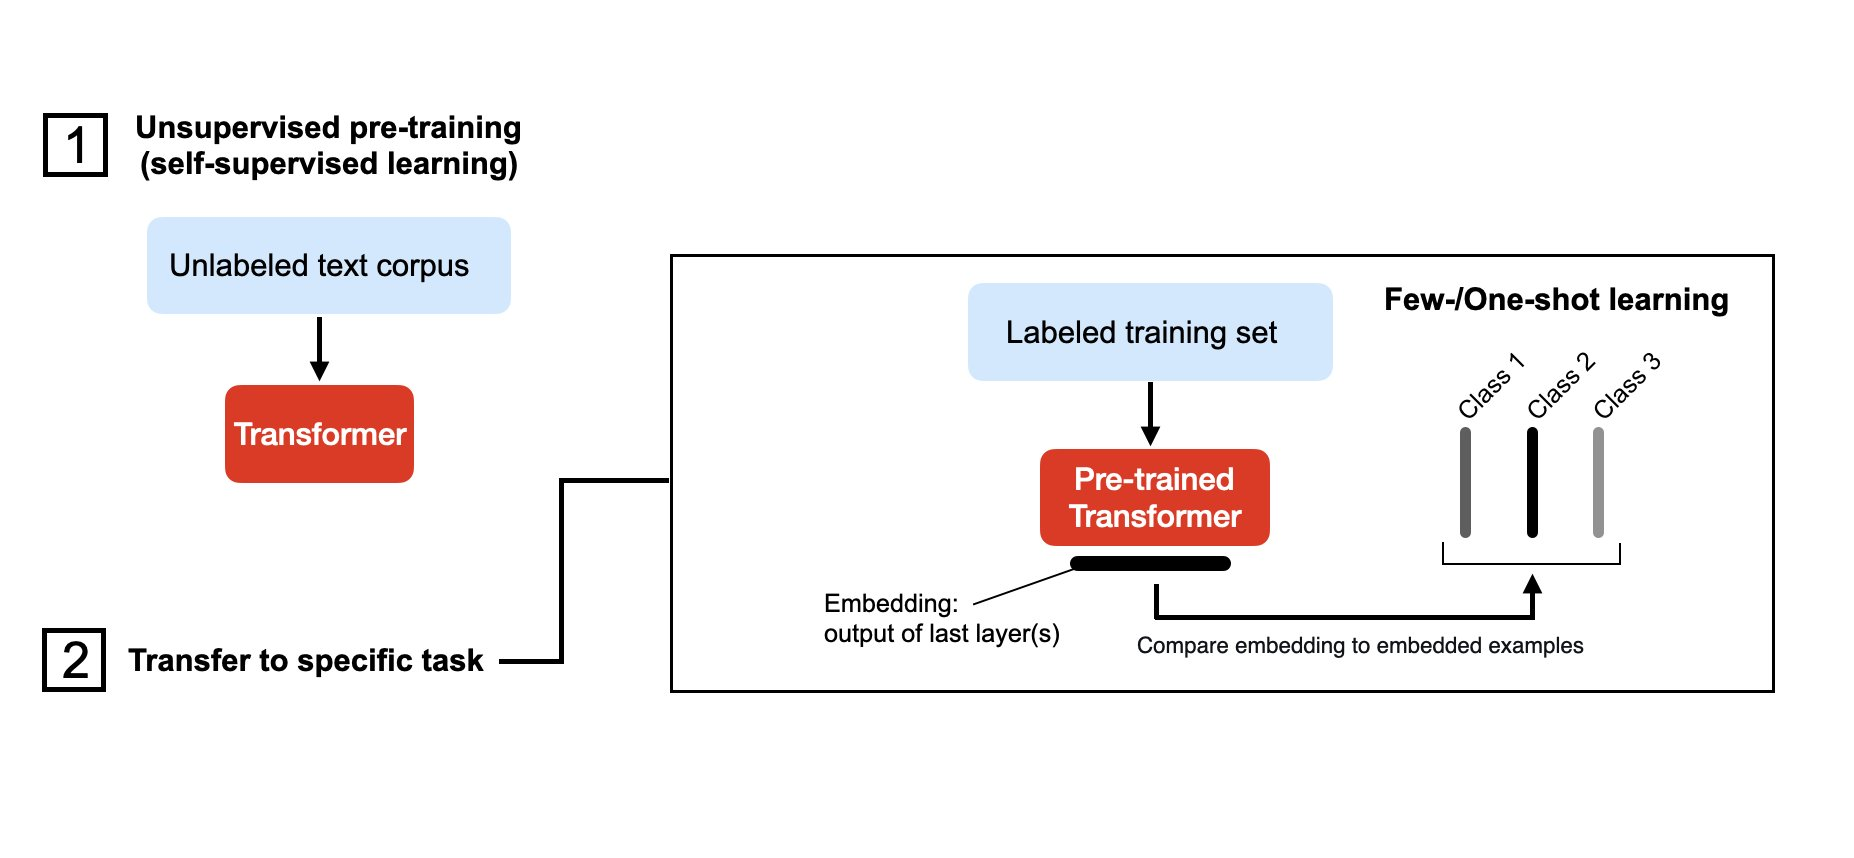 1
Unsupervised pre-training
(self-supervised learning)
Unlabeled text corpus
Transformer
2
Transfer to specific task
Labeled training set
Pre-trained
Transformer
Embedding:
output of last layer(s)
Few-/One-shot learning
Class 1
Class 2
Class 3
Compare embedding to embedded examples